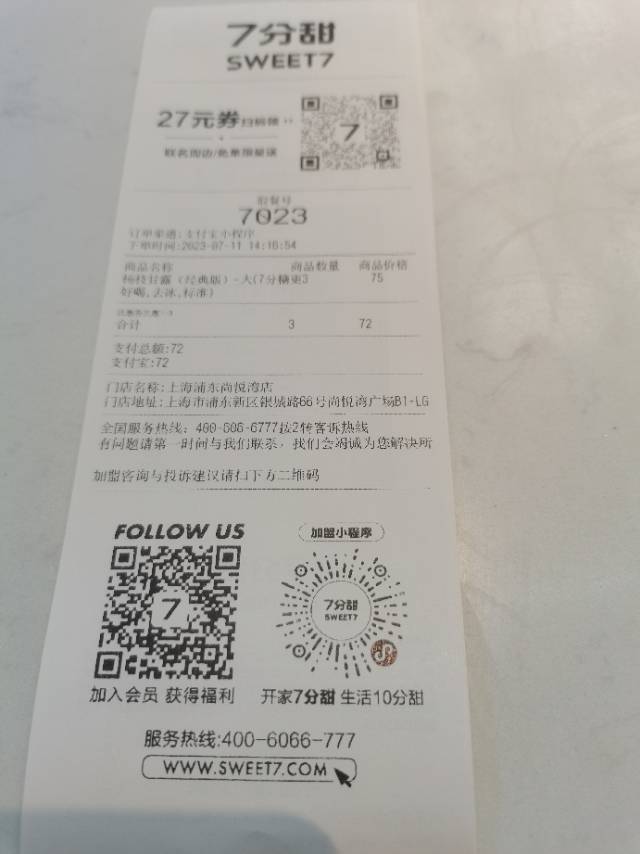 7分甜
SWEET7
27元券扫码领
7
取餐号
7023
订单渠道:支付宝小程序
下单时间:2023-07-11 14:16:54
商品名称 商品数量 商品价格
杨枝甘露（经典版）-大(7分糖更 3 75
好喝,去冰,标准)
合计 3 72
支付总额:72
支付宝:72
门店名称:上海浦东尚悦湾店
门店地址:上海市浦东新区银城路66号尚悦湾广场B1-LG
全国服务热线: 400-606-6777按2转客诉热线
有问题请第一时间与我们联系, 我们会竭诚为您解决所
加盟咨询与投诉建议请扫下方二维码
FOLLOW US
加盟小程序
7
7分甜
SWEET7
加入会员 获得福利
开家7分甜 生活10分甜
服务热线:400-6066-777
WWW.SWEET7.COM